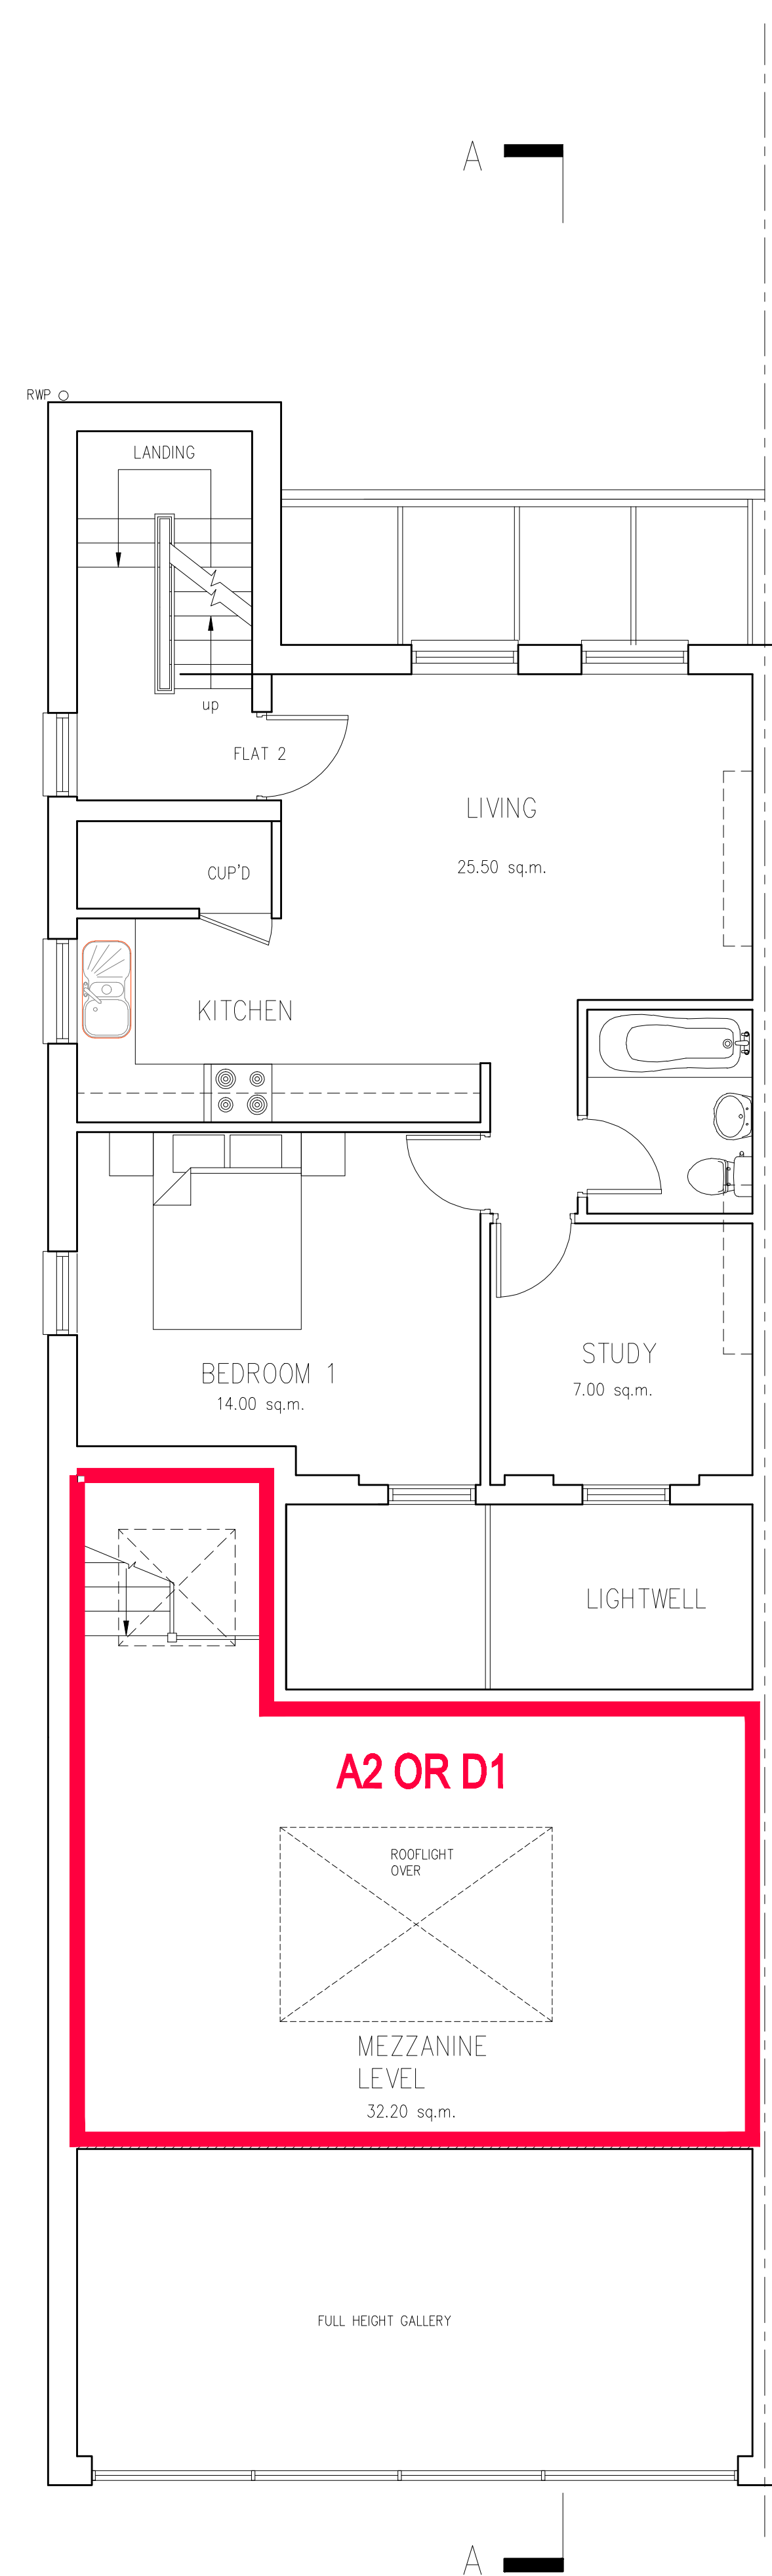 A
RWP
LANDING
up
FLAT 2
LIVING
25.50 sq.m.
CUP'D
KITCHEN
STUDY
7.00 sq.m.
BEDROOM 1
14.00 sq.m.
LIGHTWELL
A2 OR D1
ROOFLIGHT
OVER
MEZZANINE
LEVEL
32.20 sq.m.
FULL HEIGHT GALLERY
A